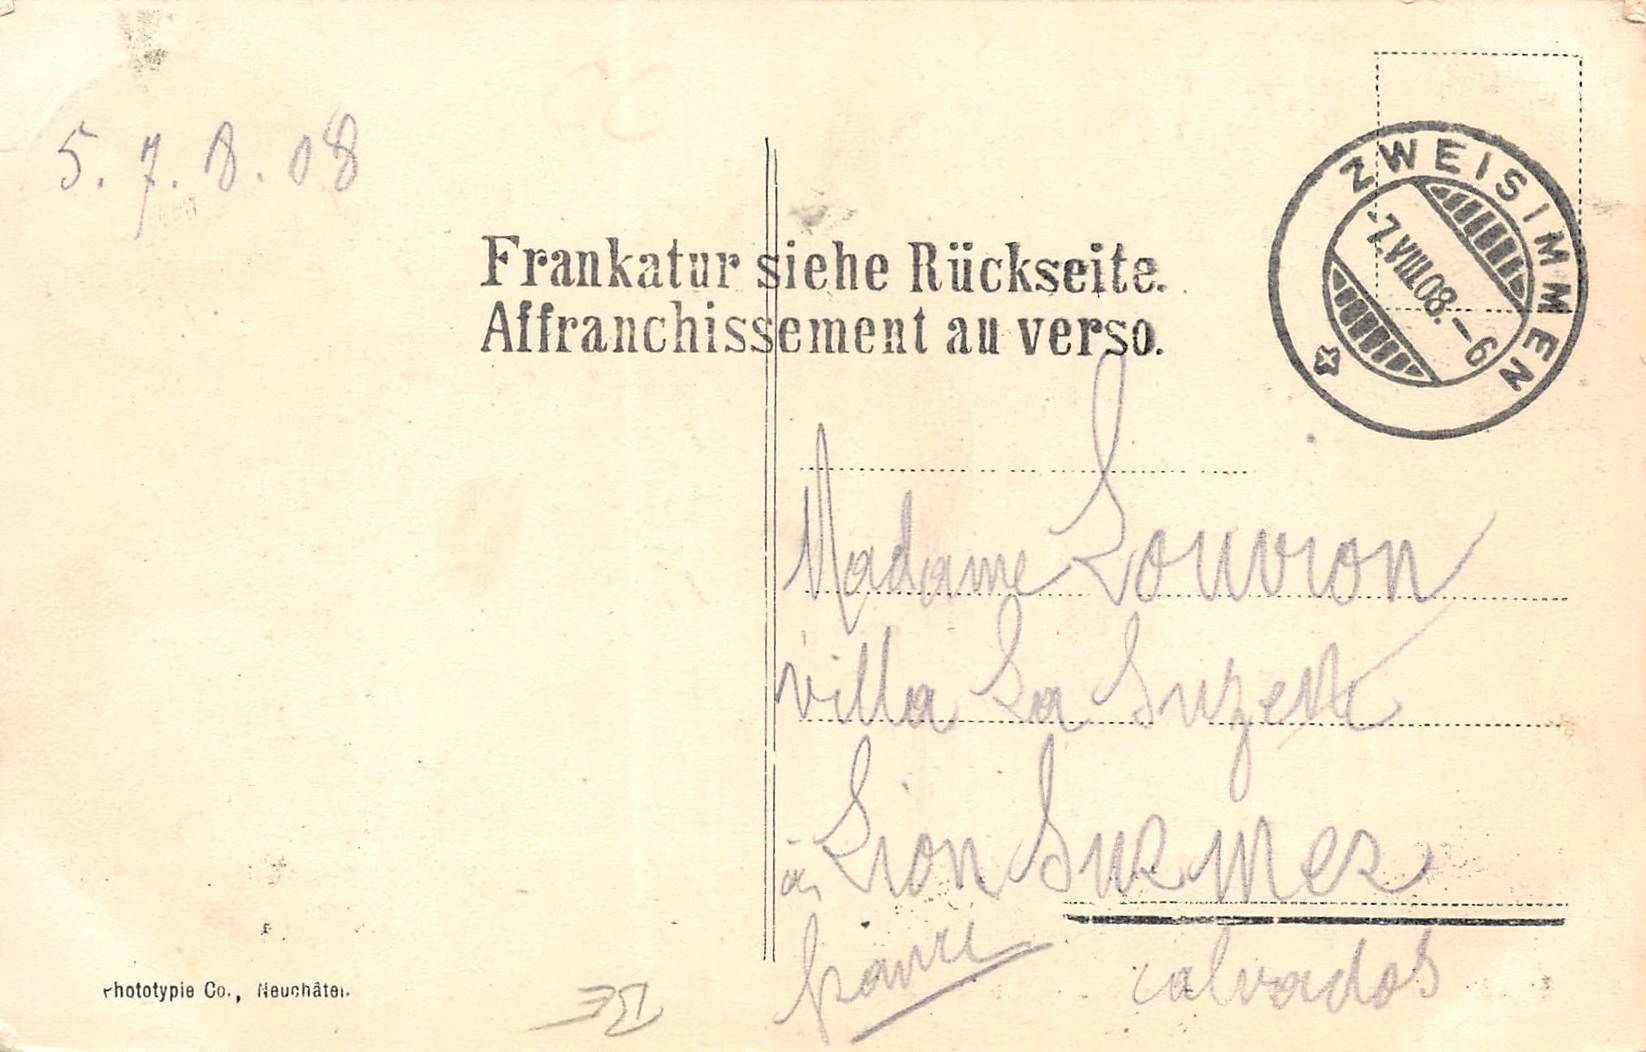 5. 7. 8. 08
ZWEISIMMEN
-7.VIII.08.-6
Frankatur siehe Rückseite.
Affranchissement au verso.
Madame Louvion
villa La Suzette
à Lion Sur Mer
france
calvados
Phototypie Co., Neuchâtel.